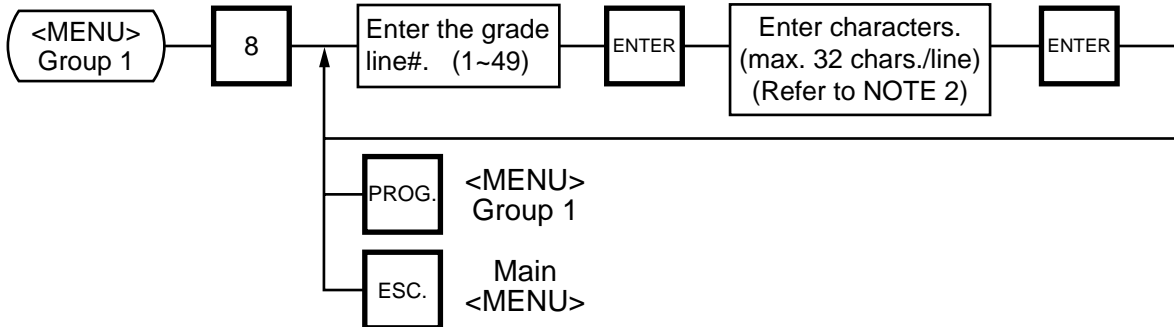 <MENU>
Group 1
8
Enter the grade
line#. (1~49)
ENTER
Enter characters.
(max. 32 chars./line)
(Refer to NOTE 2)
ENTER
PROG.
<MENU>
Group 1
ESC.
Main
<MENU>